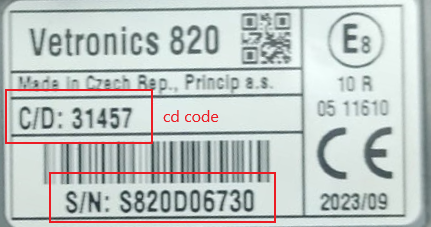 Vetronics 820
E8
Made in Czech Rep., Princip a.s.
10 R
05 11610
C/D: 31457
cd code
CE
S/N: S820D06730
2023/09